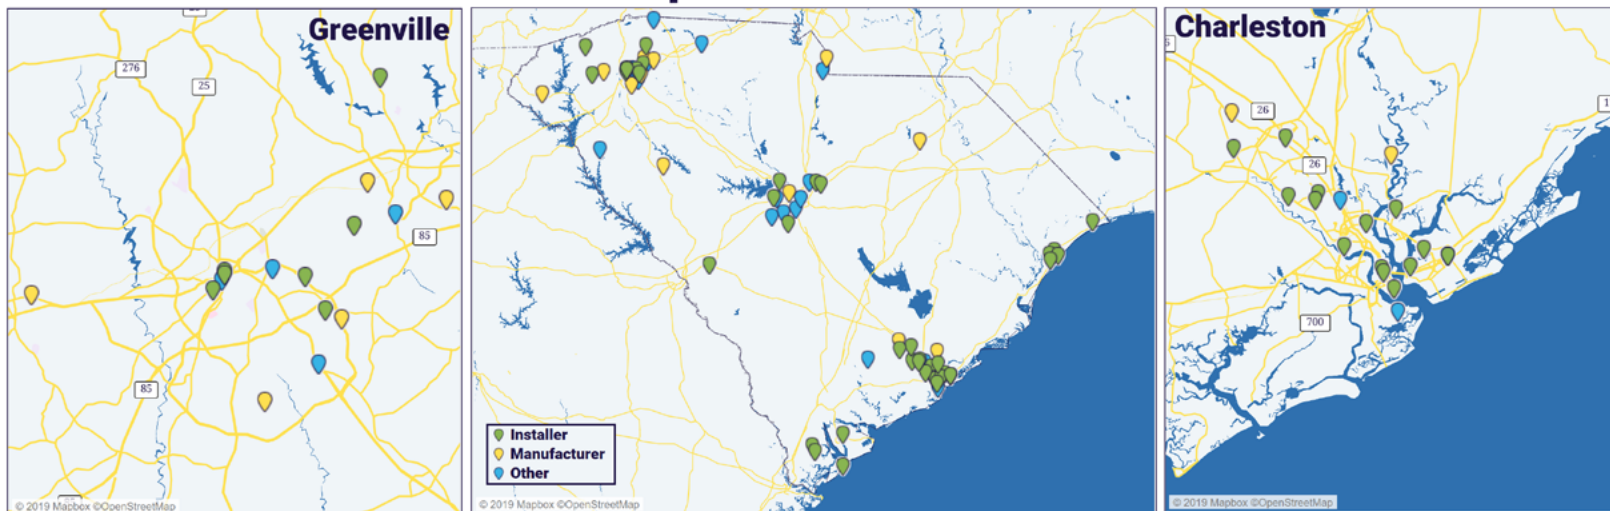 Greenville
276
25
85
85
© 2019 Mapbox ©OpenStreetMap
Installer
Manufacturer
Other
© 2019 Mapbox ©OpenStreetMap
Charleston
26
26
700
© 2019 Mapbox ©OpenStreetMap